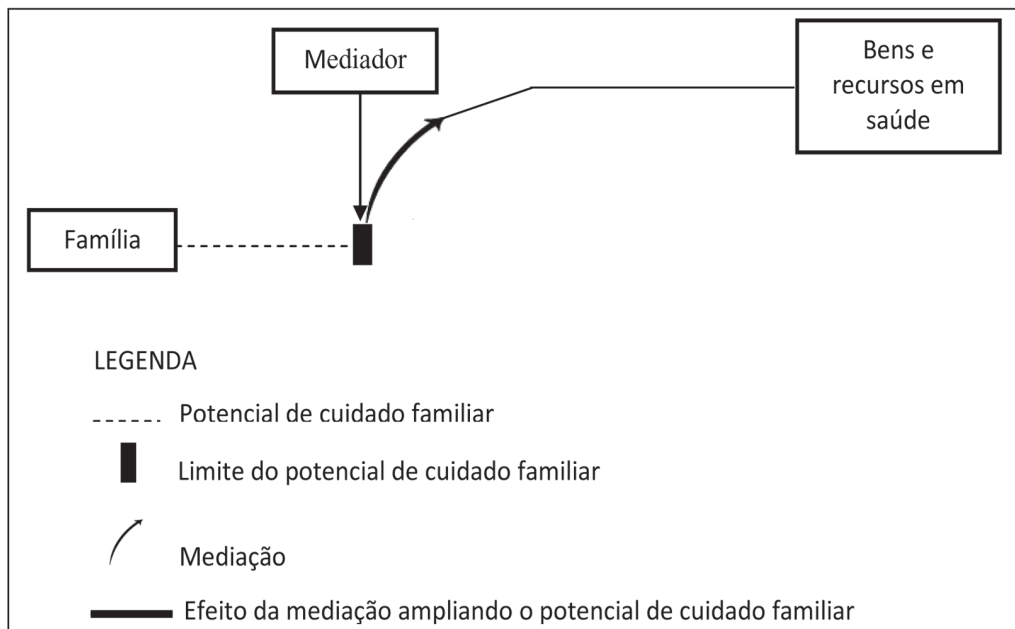 Mediador
Bens e
recursos em
saúde
Família
LEGENDA
Potencial de cuidado familiar
Limite do potencial de cuidado familiar
Mediação
Efeito da mediação ampliando o potencial de cuidado familiar